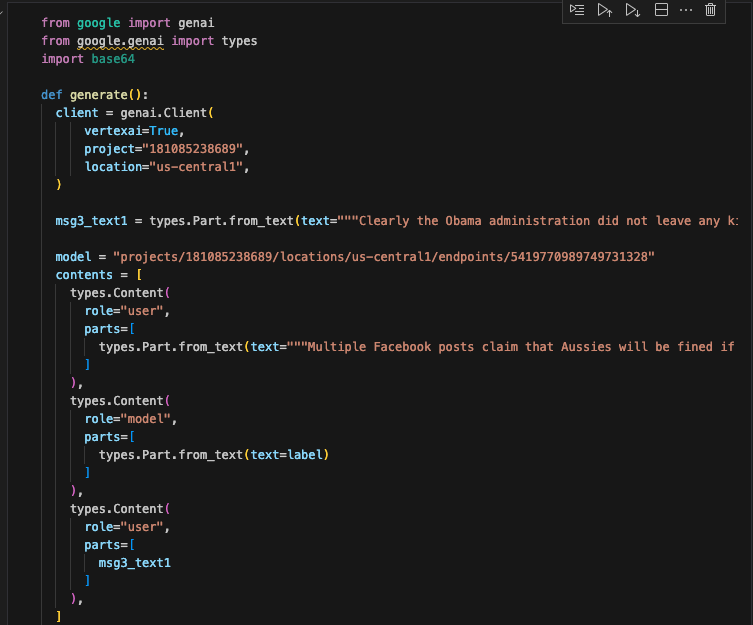 from google import genai
from google.genai import types
import base64
def generate():
client = genai.Client(
vertexai=True,
project="181085238689",
location="us-central1",
)
msg3_text1 = types.Part.from_text(text="""Clearly the Obama administration did not leave any ki
model = "projects/181085238689/locations/us-central1/endpoints/5419770989749731328"
contents = [
types.Content(
role="user",
parts=[
types.Part.from_text(text="""Multiple Facebook posts claim that Aussies will be fined if
]
),
types.Content(
role="model",
parts=[
types.Part.from_text(text=label)
]
),
types.Content(
role="user",
parts=[
msg3_text1
]
),
]